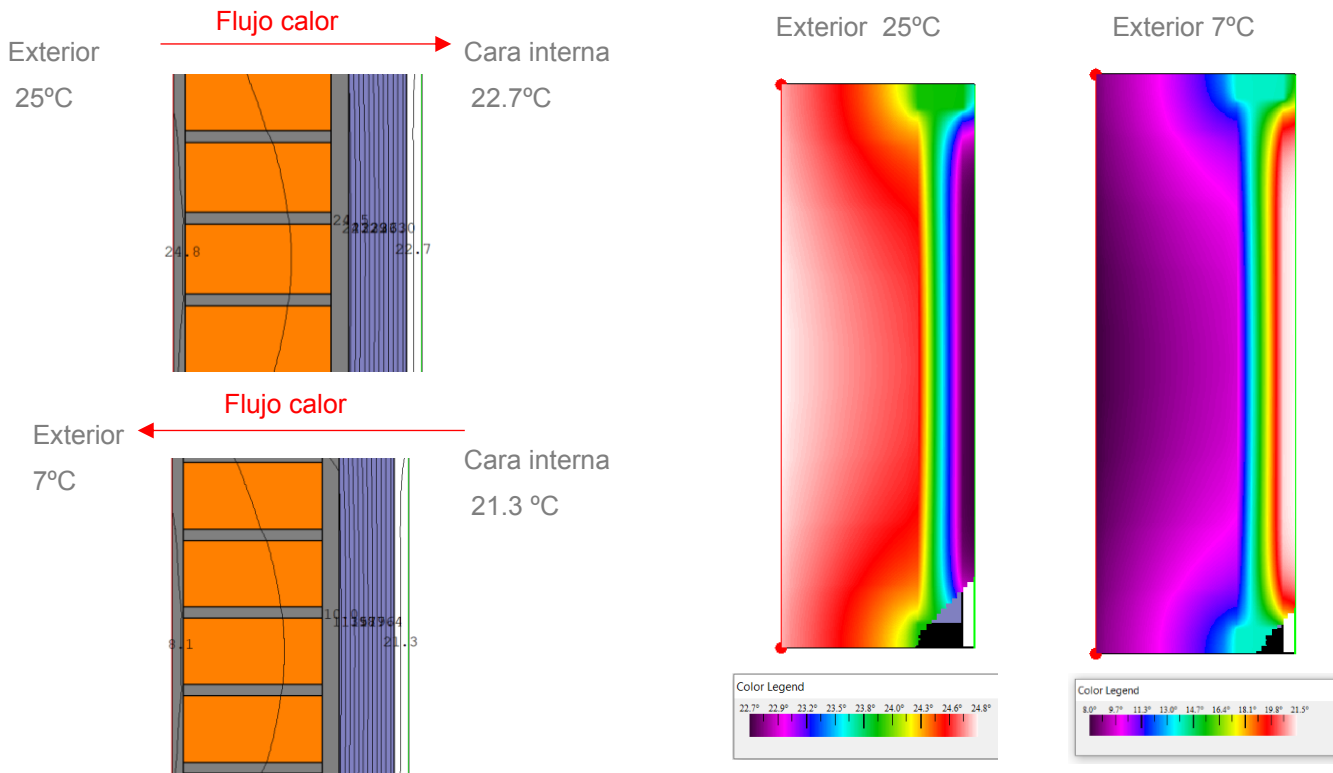 Flujo calor
Exterior
25ºC
Cara interna
22.7ºC
24.5
24.8
22.7
Flujo calor
Exterior
7ºC
Cara interna
21.3 ºC
10.0
8.1
21.3
Exterior 25ºC
Exterior 7ºC
Color Legend
22.7° 22.9° 23.2° 23.5° 23.8° 24.0° 24.3° 24.6° 24.8°
Color Legend
8.0° 9.7° 11.3° 13.0° 14.7° 16.4° 18.1° 19.8° 21.5°